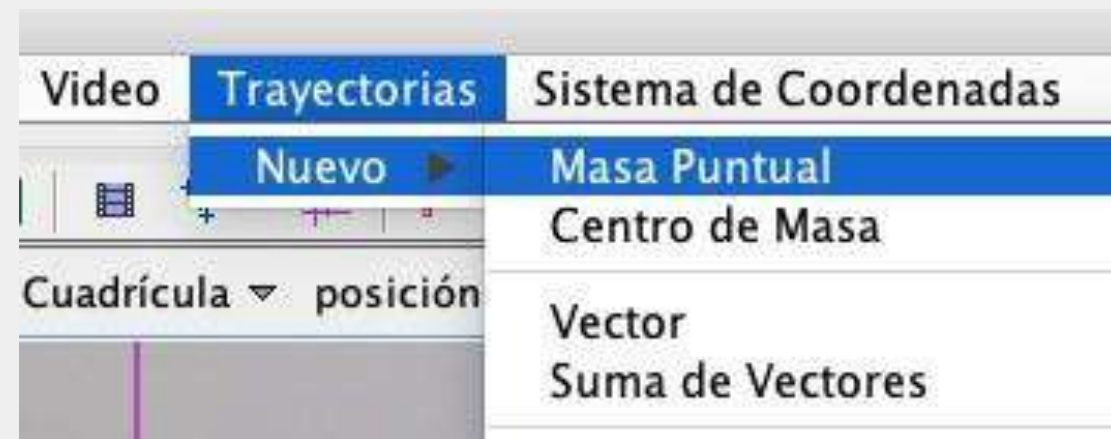 Video Trayectorias Sistema de Coordenadas
Nuevo Masa Puntual
Centro de Masa
Cuadrícula posición
Vector
Suma de Vectores